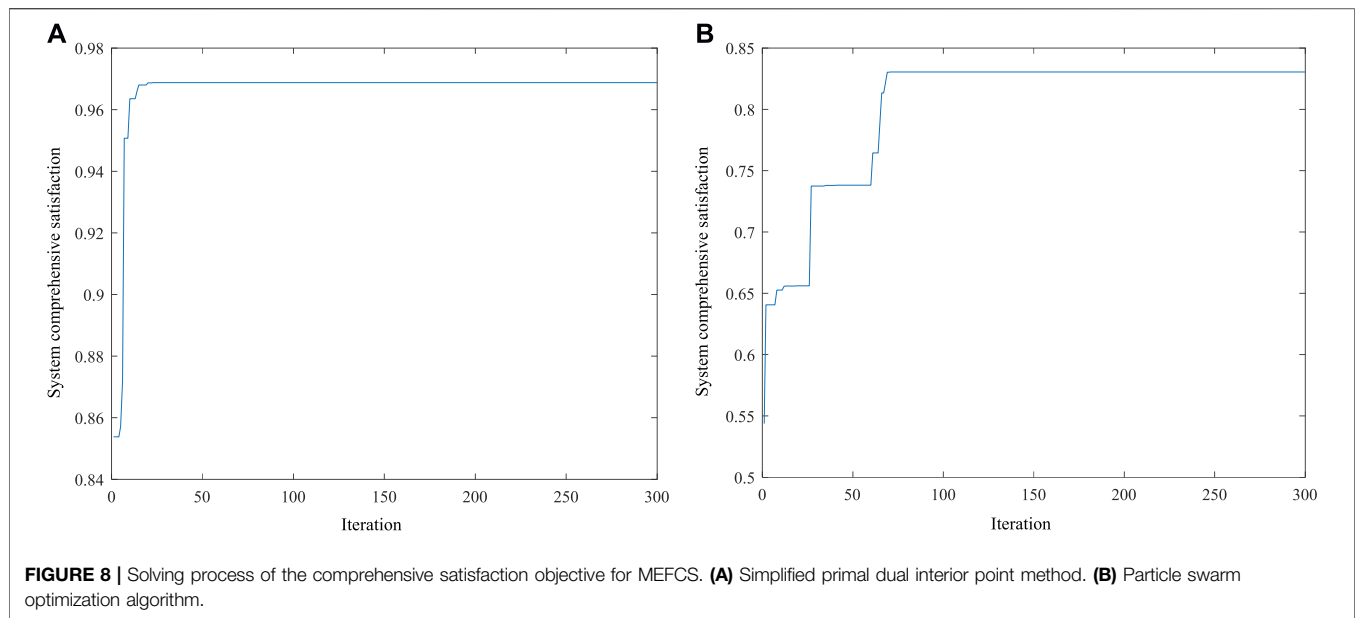 A
0.98
0.96
0.94
0.92
0.9
0.88
0.86
0.84
System comprehensive satisfaction
0 50 100 150 200 250 300
Iteration
B
0.85
0.8
0.75
0.7
0.65
0.6
0.55
0.5
System comprehensive satisfaction
0 50 100 150 200 250 300
Iteration
FIGURE 8 | Solving process of the comprehensive satisfaction objective for MEFCS. (A) Simplified primal dual interior point method. (B) Particle swarm
optimization algorithm.